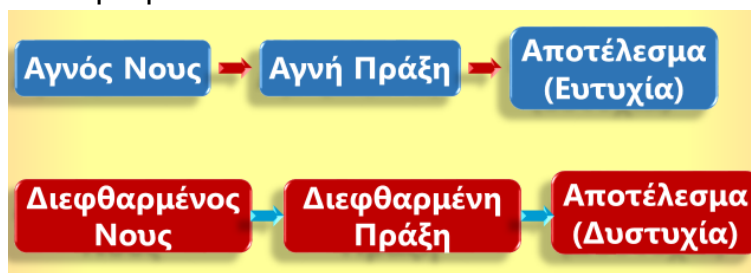 Αγνός Νους
Αγνή Πράξη
Αποτέλεσμα
(Ευτυχία)
Διεφθαρμένος
Νους
Διεφθαρμένη
Πράξη
Αποτέλεσμα
(Δυστυχία)